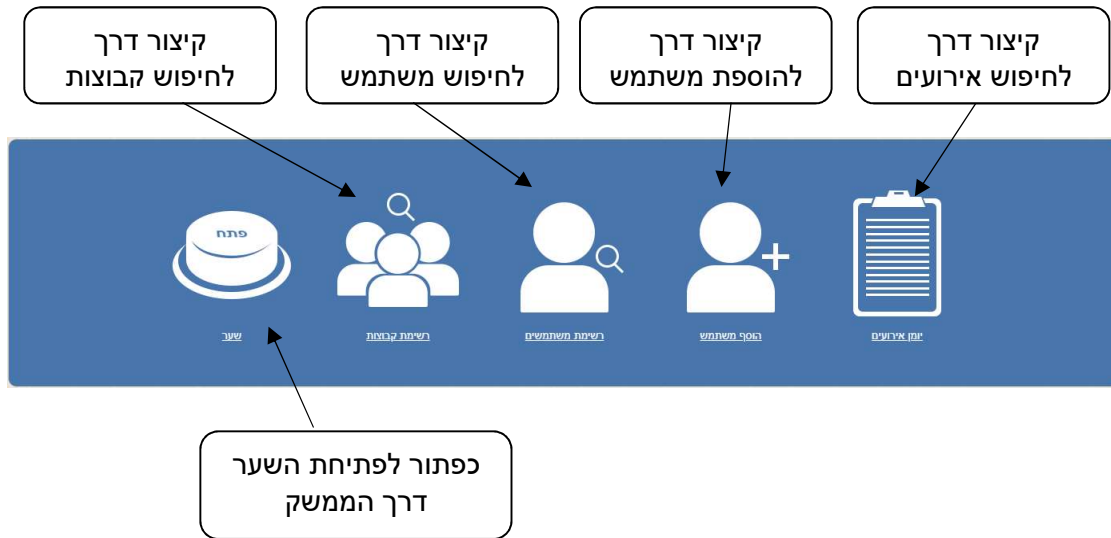 קיצור דרך
לחיפוש אירועים
קיצור דרך
להוספת משתמש
קיצור דרך
לחיפוש משתמש
קיצור דרך
לחיפוש קבוצות
פתח
יומן אירועים
הוסף משתמש
רשימת משתמשים
רשימת קבוצות
שער
כפתור לפתיחת השער
דרך הממשק